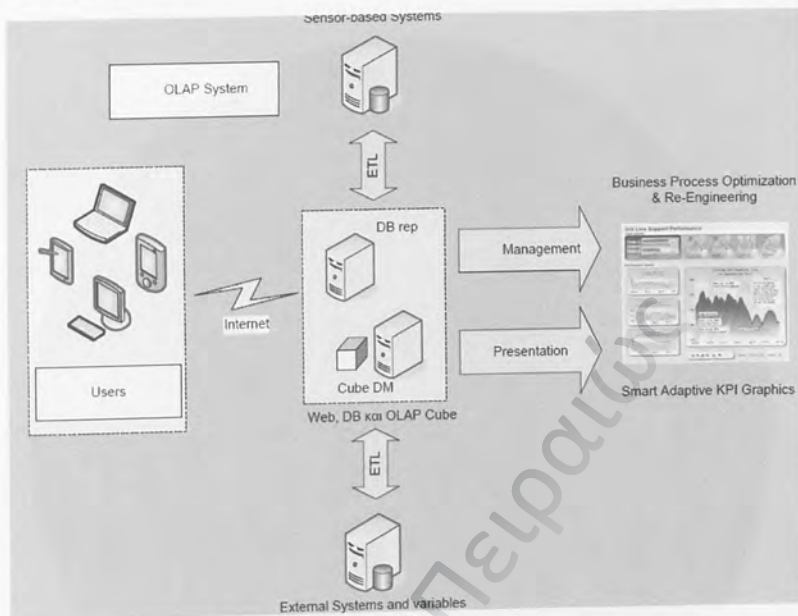 Sensor-based Systems
OLAP System
ETL
Business Process Optimization
& Re-Engineering
DB rep
Management
Internet
Presentation
Users
Cube DM
Smart Adaptive KPI Graphics
Web, DB και OLAP Cube
ETL
Πειραιώς
External Systems and variables